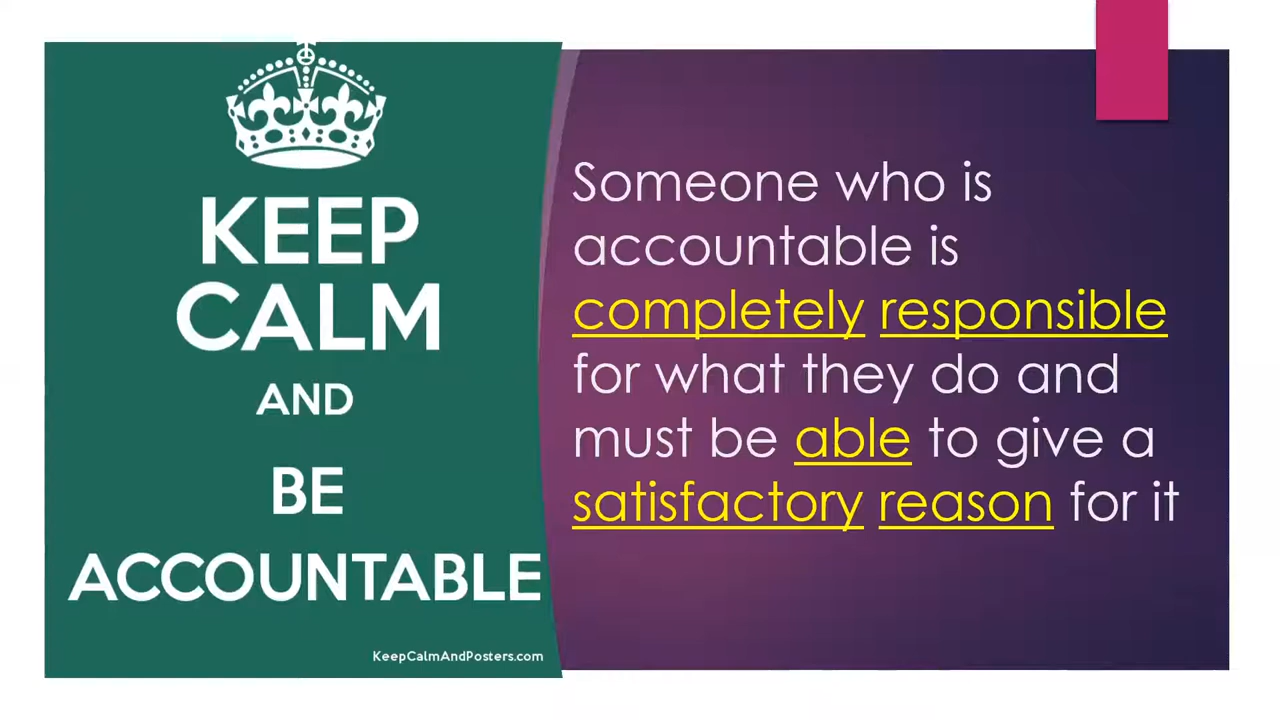 KEEP
CALM
AND
BE
ACCOUNTABLE
KeepCalmAndPosters.com
Someone who is
accountable is
completely responsible
for what they do and
must be able to give a
satisfactory reason for it